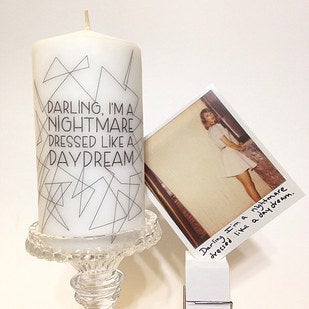 DARLING, I'M A
NIGHTMARE
DRESSED LIKE A
DAYDREAM
Darling I'm a nightmare
dressed like a daydream.